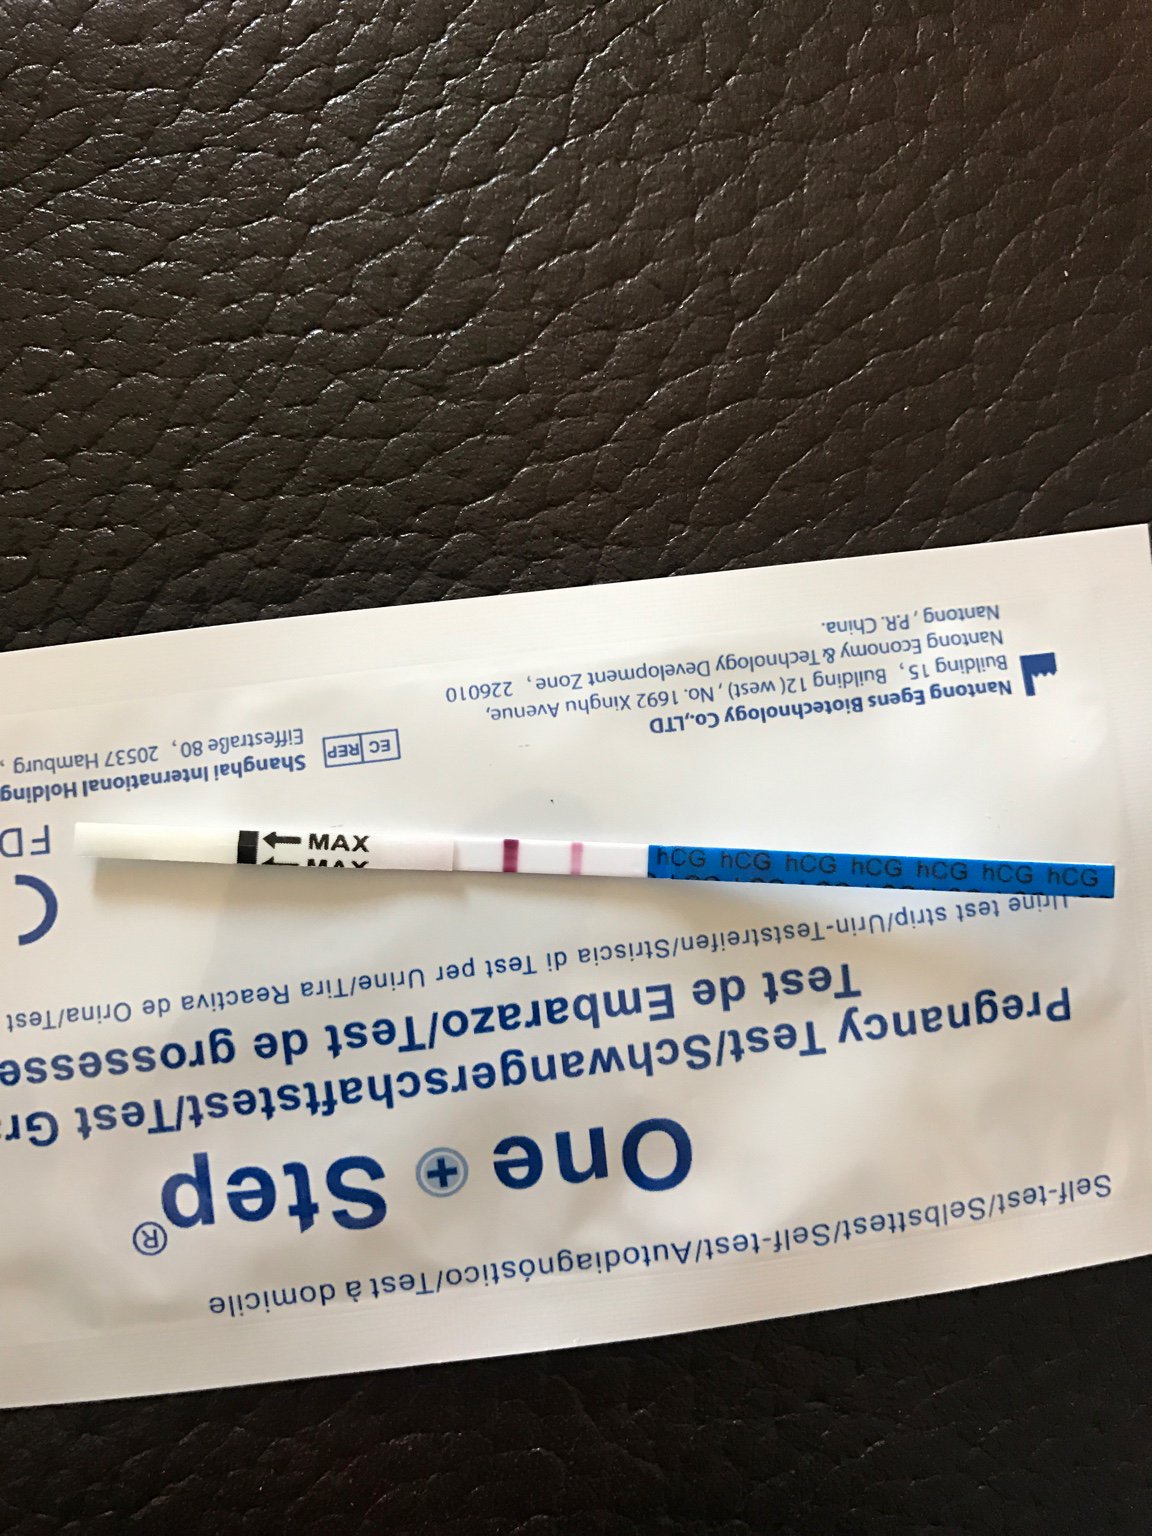 Self-test/Selbsttest/Self-test/Autodiagnóstico/Test à domicile
One + Step®
Pregnancy Test/Schwangerschaftstest/Test
Test de Embarazo/Test de grossesse
Urine test strip/Urin-Teststreifen/Striscia di Test per Urine/Tira Reactiva de Orina/Test
MAX
MAX
hCG hCG hCG hCG hCG hCG hCG
FD
EC REP
Shanghai International Holding
Eiffestraße 80, 20537 Hamburg,
Nantong Egens Biotechnology Co.,LTD
Building 15, Building 12(west), No. 1692 Xinghu Avenue,
Nantong Economy & Technology Development Zone, 226010
Nantong, P.R. China.